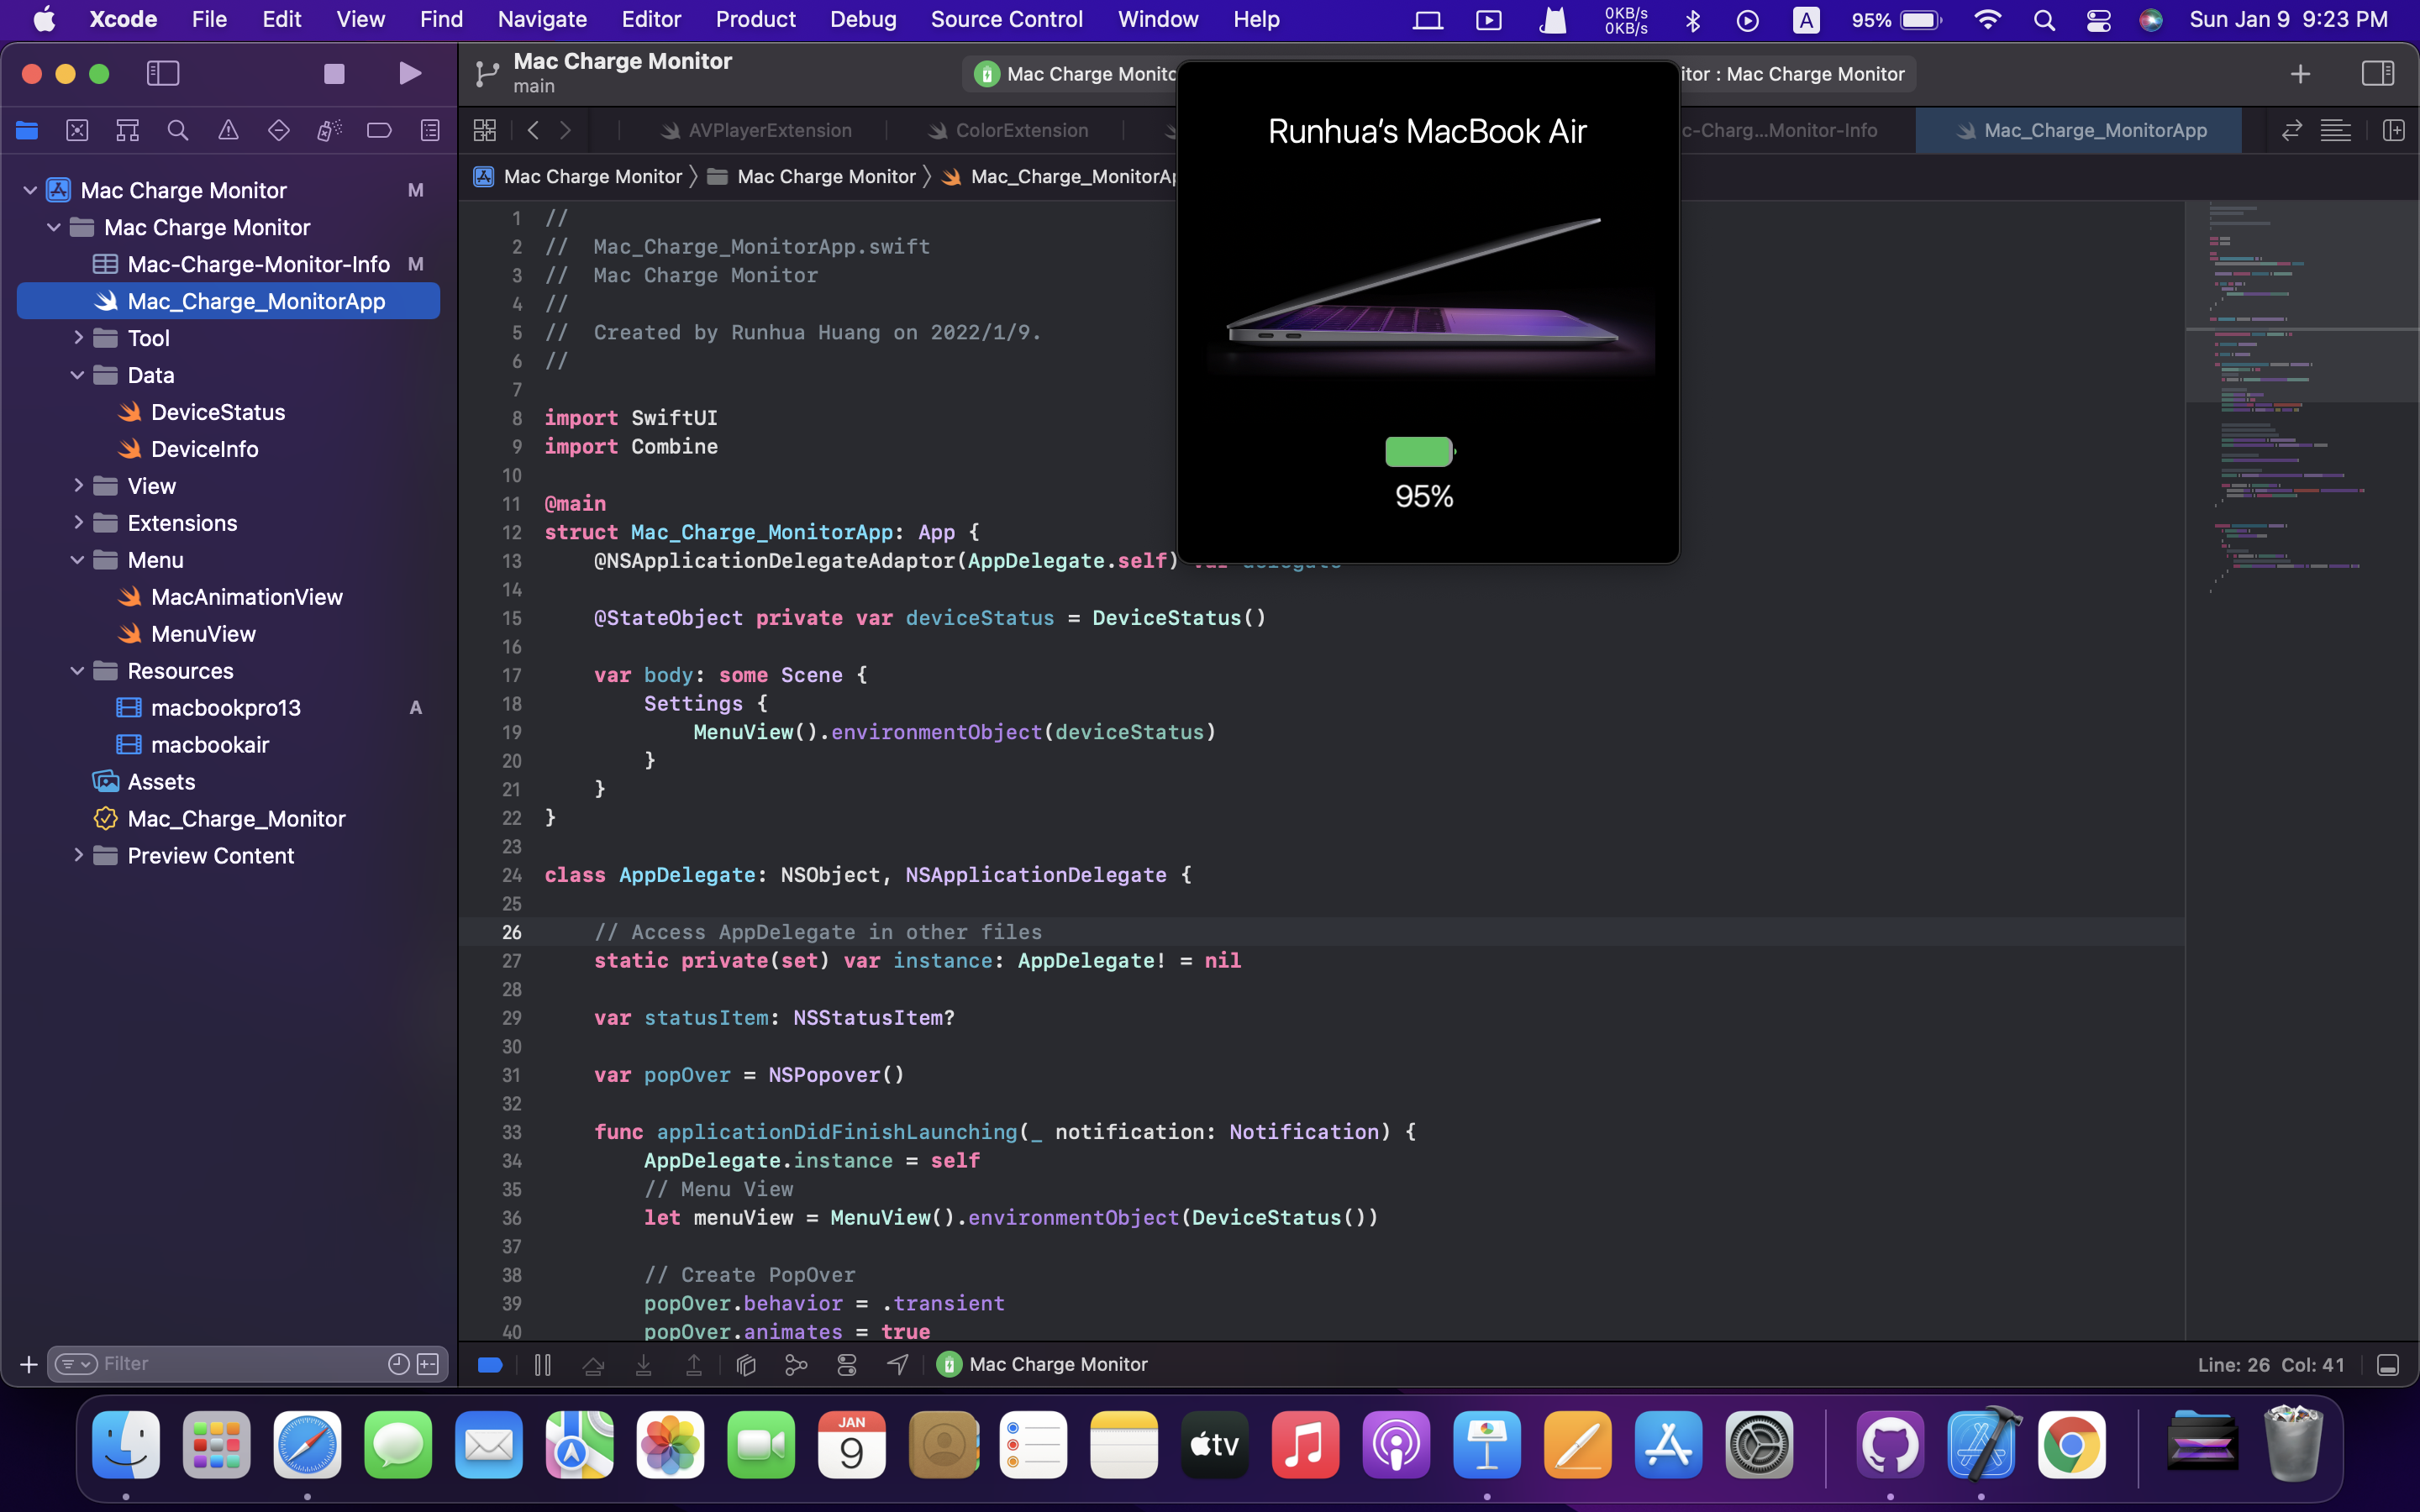 Xcode File Edit View Find Navigate Editor Product Debug Source Control Window Help
0KB/s
0KB/s
A
95%
Sun Jan 9 9:23 PM
Mac Charge Monitor
main
Mac Charge Monito
itor : Mac Charge Monitor
AVPlayerExtension
ColorExtension
c-Charg...Monitor-Info
Mac_Charge_MonitorApp
Mac Charge Monitor
Mac Charge Monitor
Mac_Charge_MonitorAp
Mac Charge Monitor M
Mac Charge Monitor
Mac-Charge-Monitor-Info M
Mac_Charge_MonitorApp
Tool
Data
DeviceStatus
DeviceInfo
View
Extensions
Menu
MacAnimationView
MenuView
Resources
macbookpro13 A
macbookair
Assets
Mac_Charge_Monitor
Preview Content
Filter
1 //
2 //  Mac_Charge_MonitorApp.swift
3 //  Mac Charge Monitor
4 //
5 //  Created by Runhua Huang on 2022/1/9.
6 //
7
8 import SwiftUI
9 import Combine
10
11 @main
12 struct Mac_Charge_MonitorApp: App {
13     @NSApplicationDelegateAdaptor(AppDelegate.self) var delegate
14
15     @StateObject private var deviceStatus = DeviceStatus()
16
17     var body: some Scene {
18         Settings {
19             MenuView().environmentObject(deviceStatus)
20         }
21     }
22 }
23
24 class AppDelegate: NSObject, NSApplicationDelegate {
25
26     // Access AppDelegate in other files
27     static private(set) var instance: AppDelegate! = nil
28
29     var statusItem: NSStatusItem?
30
31     var popOver = NSPopover()
32
33     func applicationDidFinishLaunching(_ notification: Notification) {
34         AppDelegate.instance = self
35         // Menu View
36         let menuView = MenuView().environmentObject(DeviceStatus())
37
38         // Create PopOver
39         popOver.behavior = .transient
40         popOver.animates = true
Runhua’s MacBook Air
95%
Mac Charge Monitor
Line: 26 Col: 41
JAN
9
tv